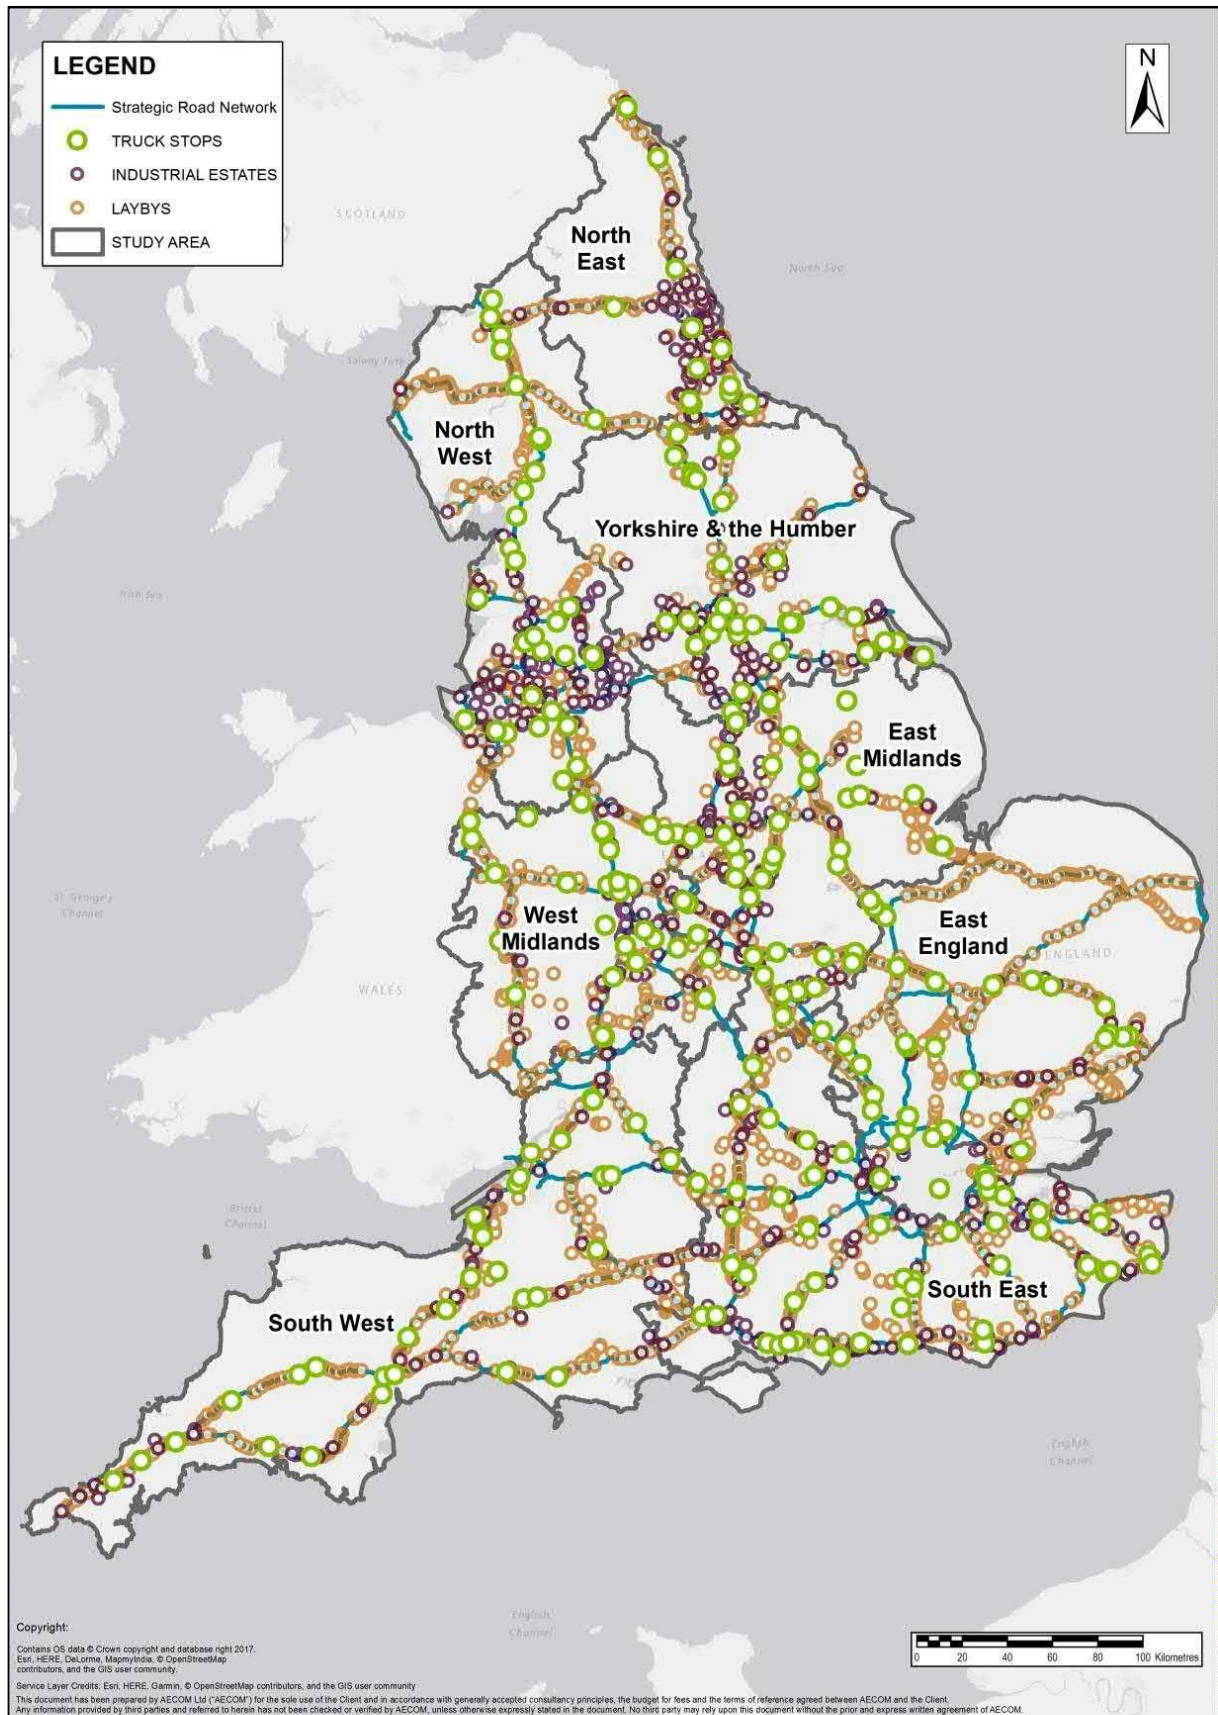 LEGEND
Strategic Road Network
TRUCK STOPS
INDUSTRIAL ESTATES
LAYBYS
STUDY AREA
N
SCOTLAND
North
East
North Sea
Solway Firth
North
West
Yorkshire & the Humber
Irish Sea
East
Midlands
St George's
Channel
West
Midlands
East
England
ENGLAND
WALES
Bristol
Channel
South East
South West
English
Channel
English
Channel
Copyright:
Contains OS data © Crown copyright and database right 2017.
Esri, HERE, DeLorme, MapmyIndia, © OpenStreetMap
contributors, and the GIS user community.
0 20 40 60 80 100 Kilometres
Service Layer Credits: Esri, HERE, Garmin, © OpenStreetMap contributors, and the GIS user community
This document has been prepared by AECOM Ltd ("AECOM") for the sole use of the Client and in accordance with generally accepted consultancy principles, the budget for fees and the terms of reference agreed between AECOM and the Client.
Any information provided by third parties and referred to herein has not been checked or verified by AECOM, unless otherwise expressly stated in the document. No third party may rely upon this document without the prior and express written agreement of AECOM.